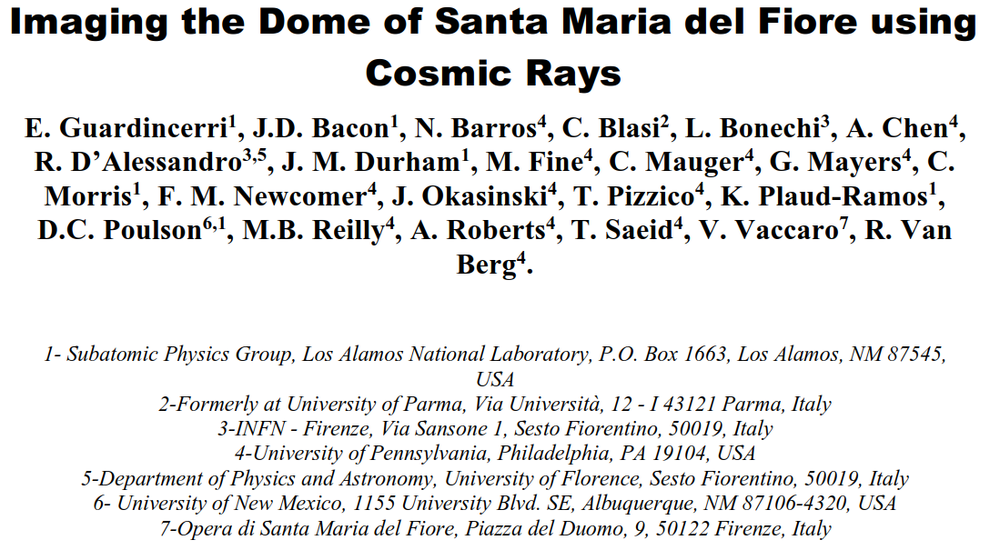 Imaging the Dome of Santa Maria del Fiore using
Cosmic Rays
E. Guardincerri1, J.D. Bacon1, N. Barros4, C. Blasi2, L. Bonechi3, A. Chen4,
R. D’Alessandro3,5, J. M. Durham1, M. Fine4, C. Mauger4, G. Mayers4, C.
Morris1, F. M. Newcomer4, J. Okasinski4, T. Pizzico4, K. Plaud-Ramos1,
D.C. Poulson6,1, M.B. Reilly4, A. Roberts4, T. Saeid4, V. Vaccaro7, R. Van
Berg4.
1- Subatomic Physics Group, Los Alamos National Laboratory, P.O. Box 1663, Los Alamos, NM 87545,
USA
2-Formerly at University of Parma, Via Università, 12 - I 43121 Parma, Italy
3-INFN - Firenze, Via Sansone 1, Sesto Fiorentino, 50019, Italy
4-University of Pennsylvania, Philadelphia, PA 19104, USA
5-Department of Physics and Astronomy, University of Florence, Sesto Fiorentino, 50019, Italy
6- University of New Mexico, 1155 University Blvd. SE, Albuquerque, NM 87106-4320, USA
7-Opera di Santa Maria del Fiore, Piazza del Duomo, 9, 50122 Firenze, Italy